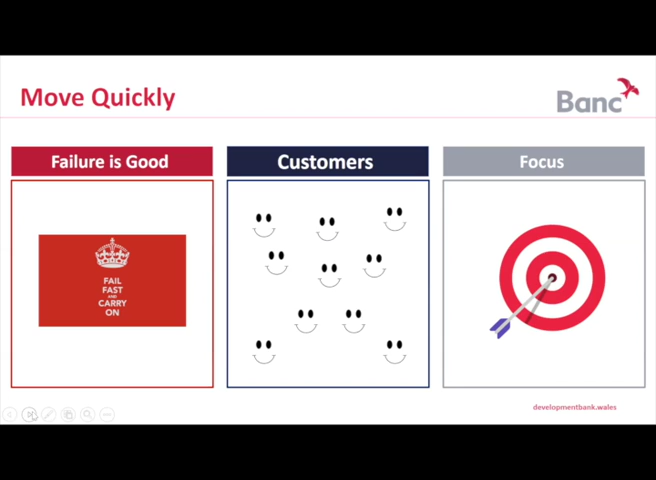 Move Quickly
Banc
Failure is Good
Customers
Focus
FAIL
FAST
AND
CARRY
ON
developmentbank.wales